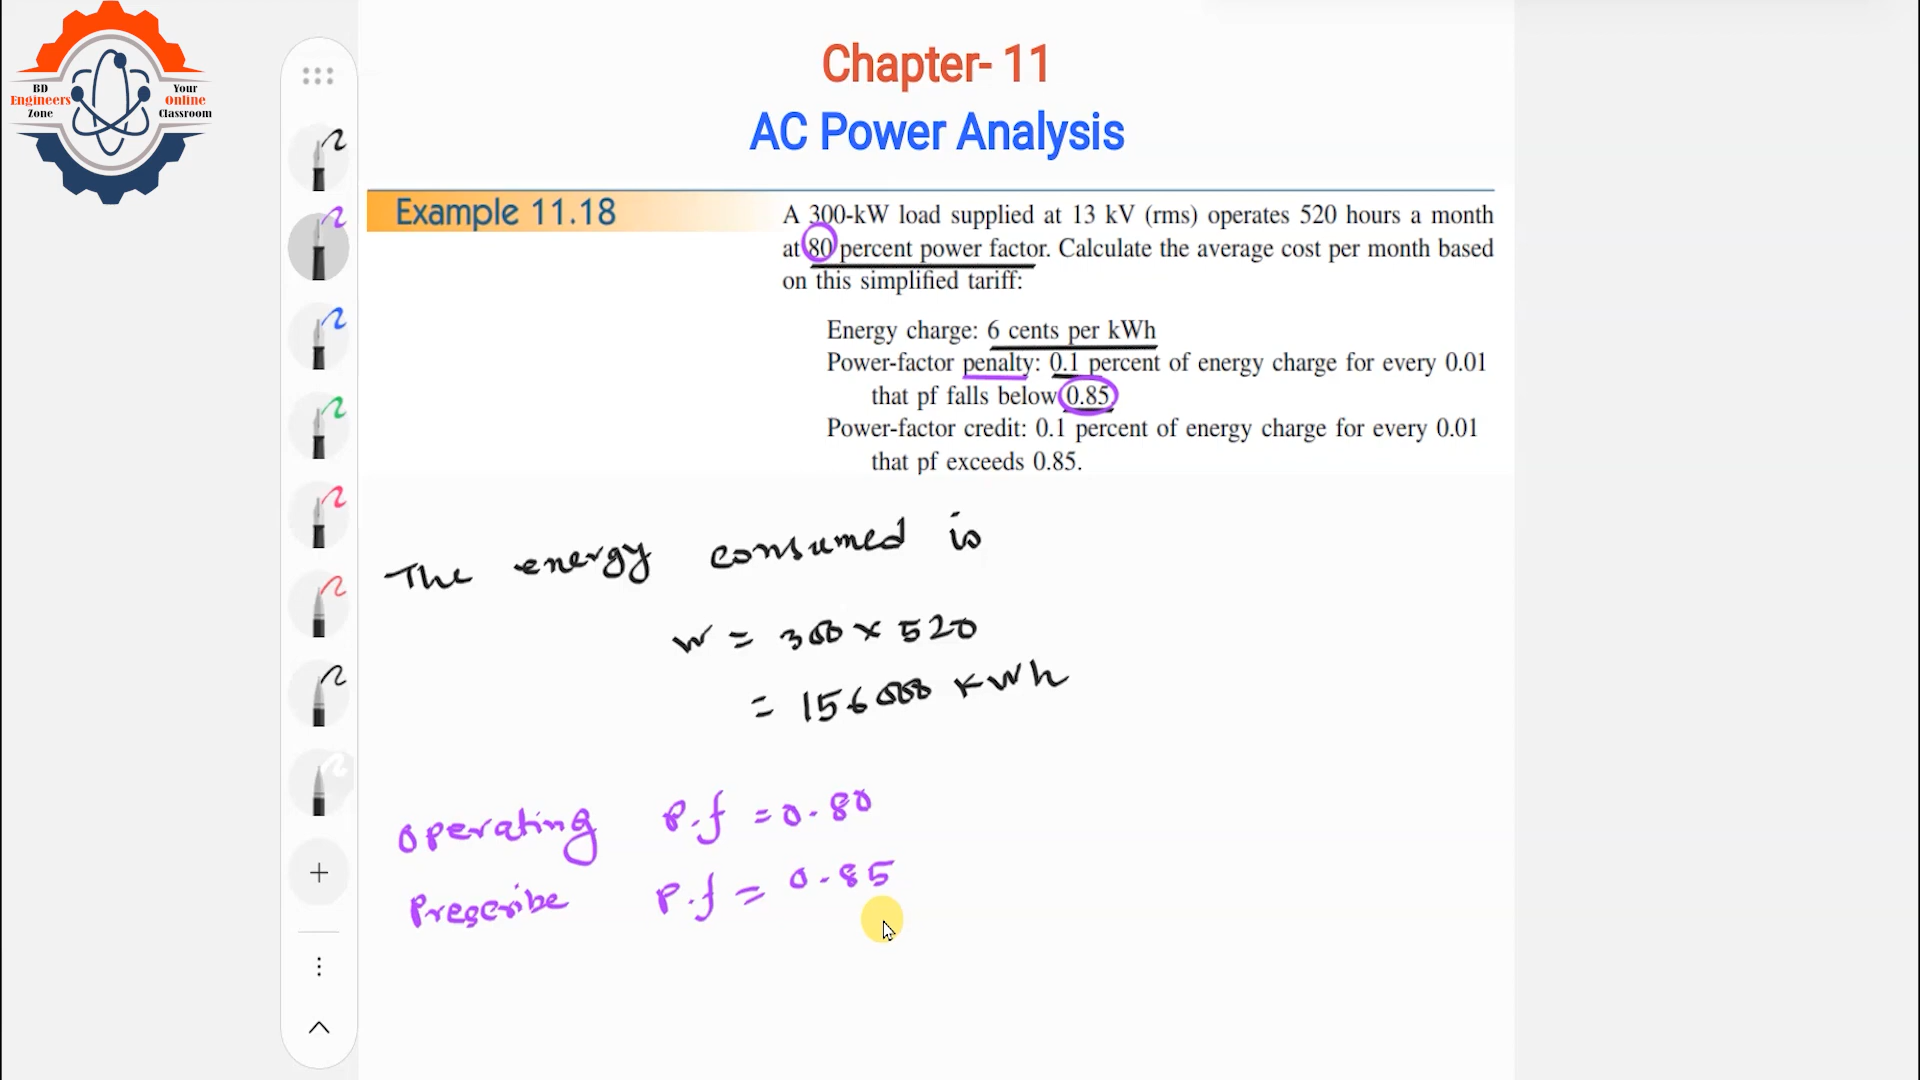 BD Your
Engineers Online
Zone Classroom
Chapter- 11
AC Power Analysis
Example 11.18
A 300-kW load supplied at 13 kV (rms) operates 520 hours a month
at 80 percent power factor. Calculate the average cost per month based
on this simplified tariff:
Energy charge: 6 cents per kWh
Power-factor penalty: 0.1 percent of energy charge for every 0.01
that pf falls below 0.85
Power-factor credit: 0.1 percent of energy charge for every 0.01
that pf exceeds 0.85.
The energy consumed is
W = 300 × 520
= 156000 KWh
Operating P.f = 0.80
Prescribe P.f = 0.85